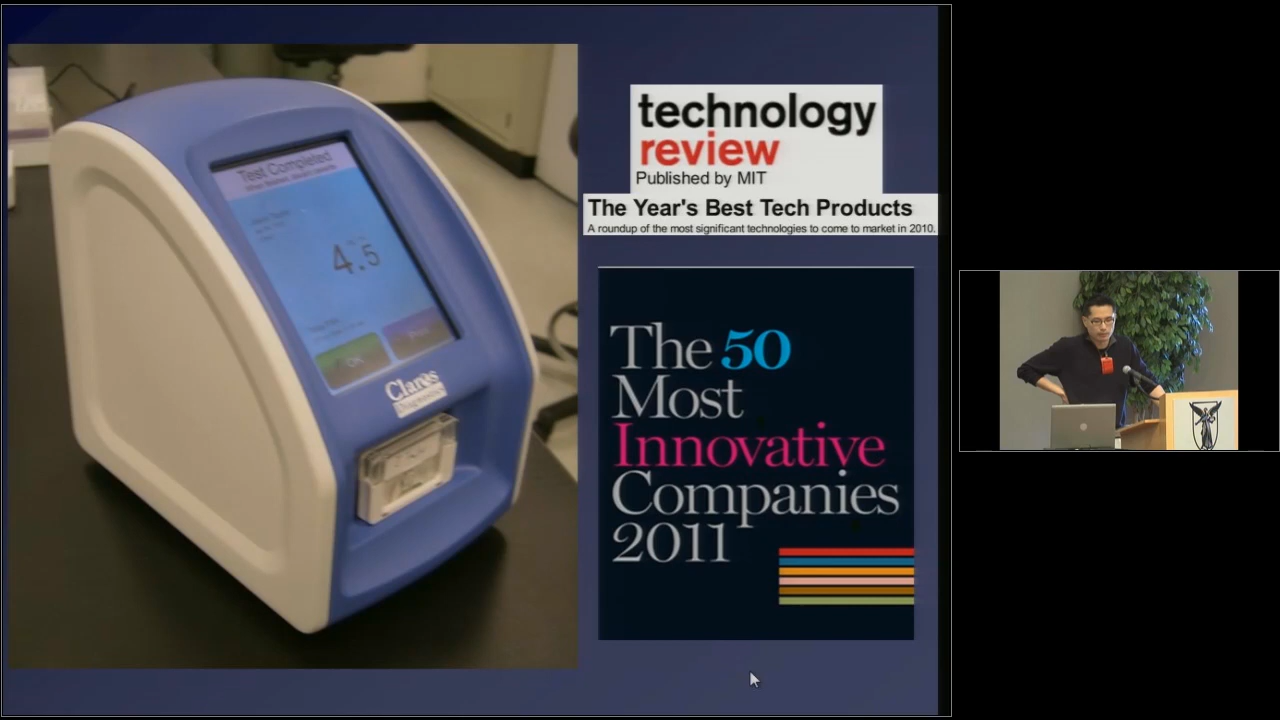 Test Completed
4.5
Claros
Diagnostics
technology
review
Published by MIT
The Year's Best Tech Products
A roundup of the most significant technologies to come to market in 2010.
The 50
Most
Innovative
Companies
2011